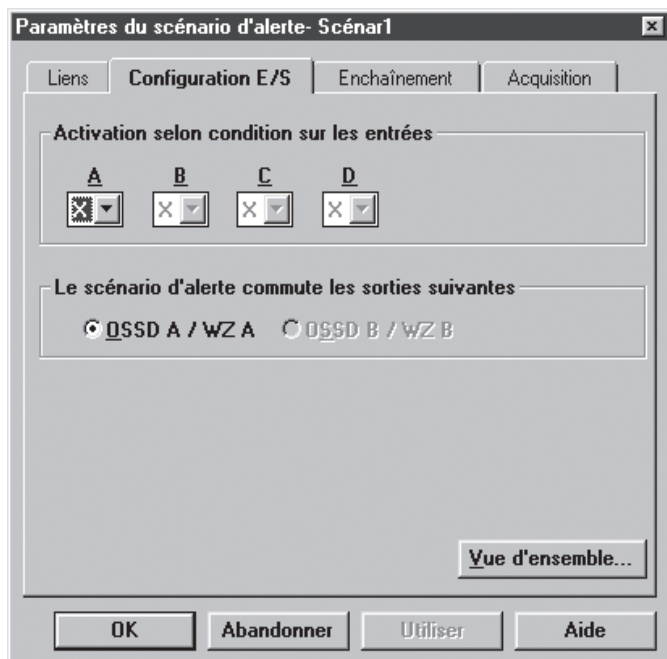 Paramètres du scénario d'alerte- Scénar1
Liens Configuration E/S Enchaînement Acquisition
Activation selon condition sur les entrées
A B C D
X X X X
Le scénario d'alerte commute les sorties suivantes
OSSD A / WZ A OSSD B / WZ B
Vue d'ensemble...
OK Abandonner Utiliser Aide